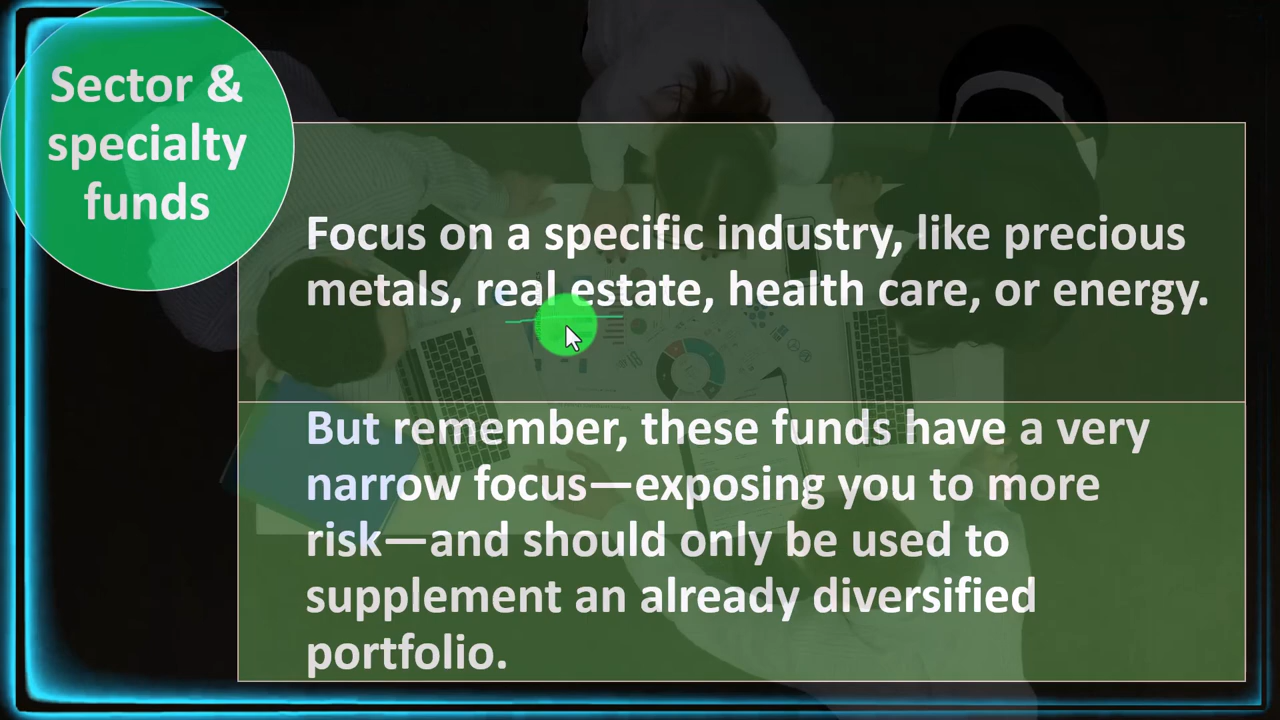 Sector &
specialty
funds
Focus on a specific industry, like precious
metals, real estate, health care, or energy.
But remember, these funds have a very
narrow focus—exposing you to more
risk—and should only be used to
supplement an already diversified
portfolio.